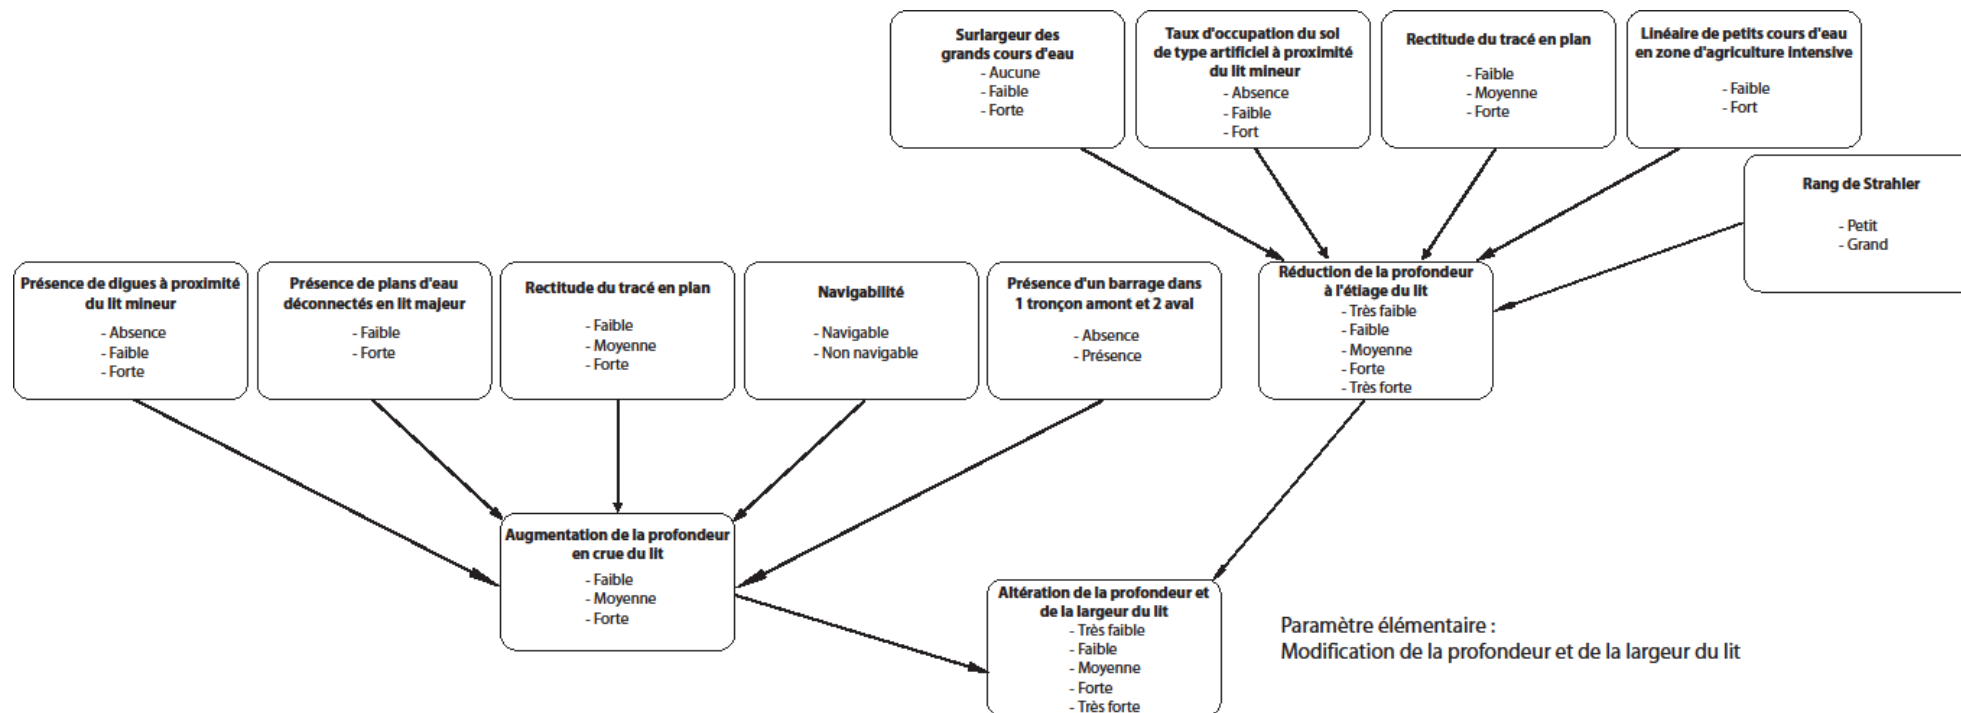 Surlargeur des
grands cours d'eau
- Aucune
- Faible
- Forte
Taux d'occupation du sol
de type artificiel à proximité
du lit mineur
- Absence
- Faible
- Fort
Rectitude du tracé en plan
- Faible
- Moyenne
- Forte
Linéaire de petits cours d'eau
en zone d'agriculture intensive
- Faible
- Fort
Rang de Strahler
- Petit
- Grand
Présence de digues à proximité
du lit mineur
- Absence
- Faible
- Forte
Présence de plans d'eau
déconnectés en lit majeur
- Faible
- Forte
Rectitude du tracé en plan
- Faible
- Moyenne
- Forte
Navigabilité
- Navigable
- Non navigable
Présence d'un barrage dans
1 tronçon amont et 2 aval
- Absence
- Présence
Réduction de la profondeur
à l'étiage du lit
- Très faible
- Faible
- Moyenne
- Forte
- Très forte
Augmentation de la profondeur
en crue du lit
- Faible
- Moyenne
- Forte
Altération de la profondeur et
de la largeur du lit
- Très faible
- Faible
- Moyenne
- Forte
- Très forte
Paramètre élémentaire :
Modification de la profondeur et de la largeur du lit